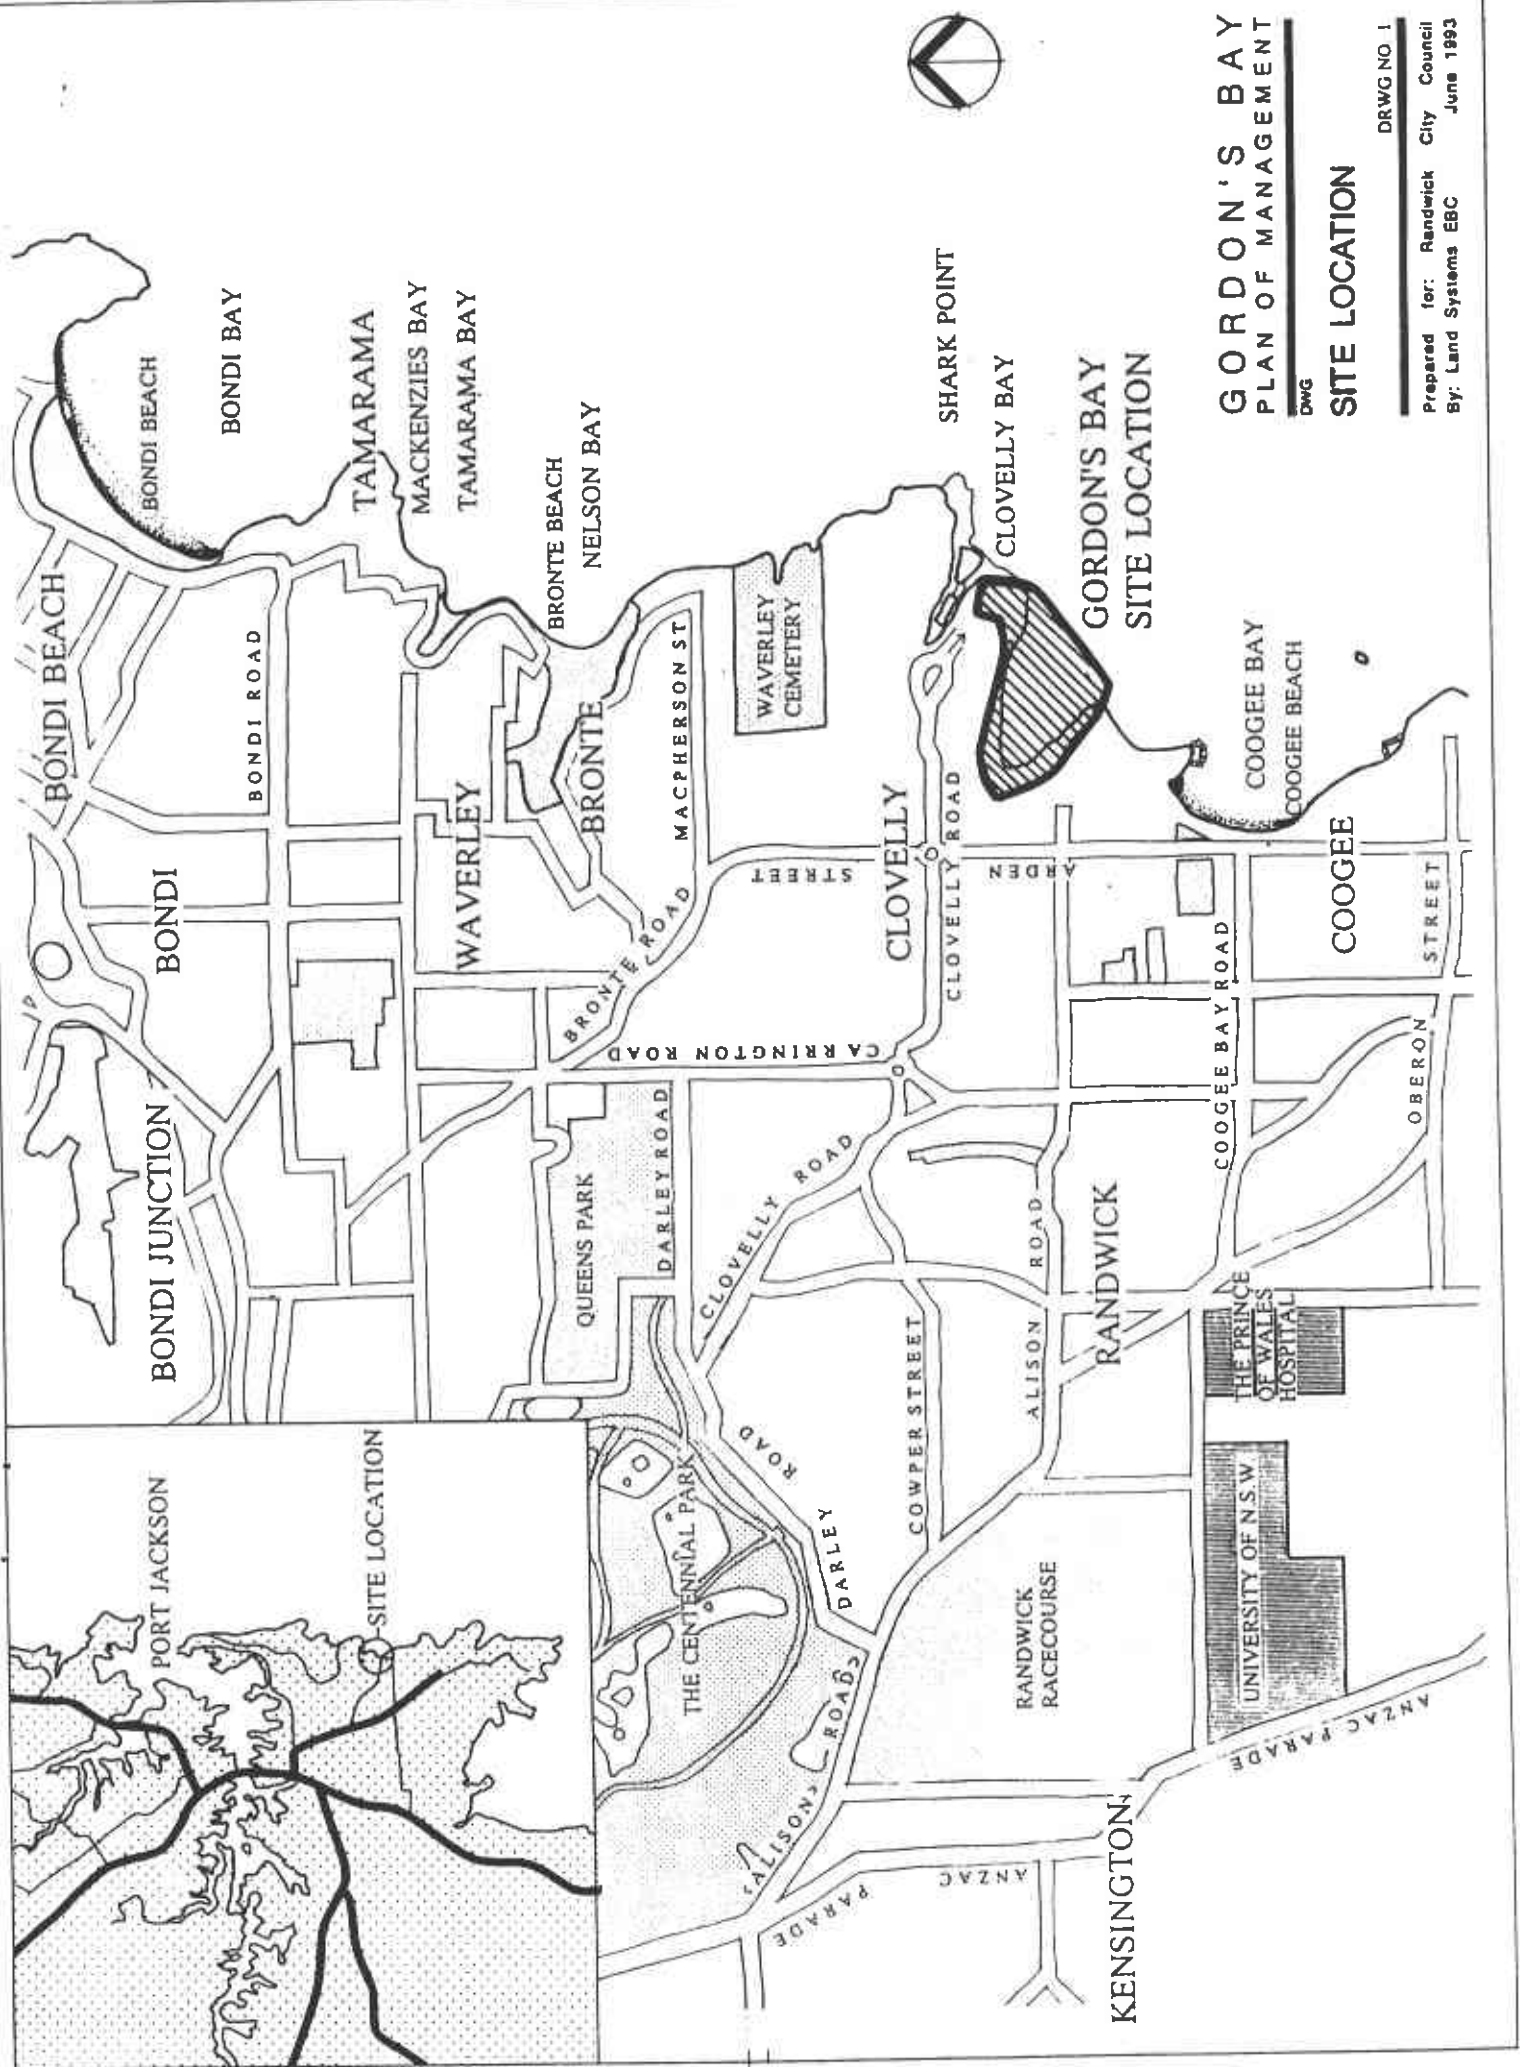 PORT JACKSON
SITE LOCATION
BONDI JUNCTION
BONDI
BONDI BEACH
BONDI BEACH
BONDI BAY
BONDI ROAD
TAMARAMA
MACKENZIES BAY
TAMARAMA BAY
WAVERLEY
BRONTE
BRONTE BEACH
NELSON BAY
MACPHERSON ST
BRONTE ROAD
QUEENS PARK
DARLEY ROAD
CARRINGTON ROAD
STREET
WAVERLEY
CEMETERY
THE CENTENNIAL PARK
DARLEY
ROAD
CLOVELLY ROAD
CLOVELLY
CLOVELLY ROAD
SHARK POINT
CLOVELLY BAY
GORDON'S BAY
SITE LOCATION
ARDEN
COWPER STREET
ALISON
ROAD
ALISON
ROAD
RANDWICK
RANDWICK
RACECOURSE
PARADE
ANZAC
KENSINGTON
UNIVERSITY OF N.S.W
THE PRINCE
OF WALES
HOSPITAL
ANZAC PARADE
COOGEE BAY ROAD
COOGEE BAY
COOGEE BEACH
COOGEE
OBERON
STREET
GORDON'S BAY
PLAN OF MANAGEMENT
DWG
SITE LOCATION
DRWG NO 1
Prepared for: Randwick City Council
By: Land Systems EBC June 1993